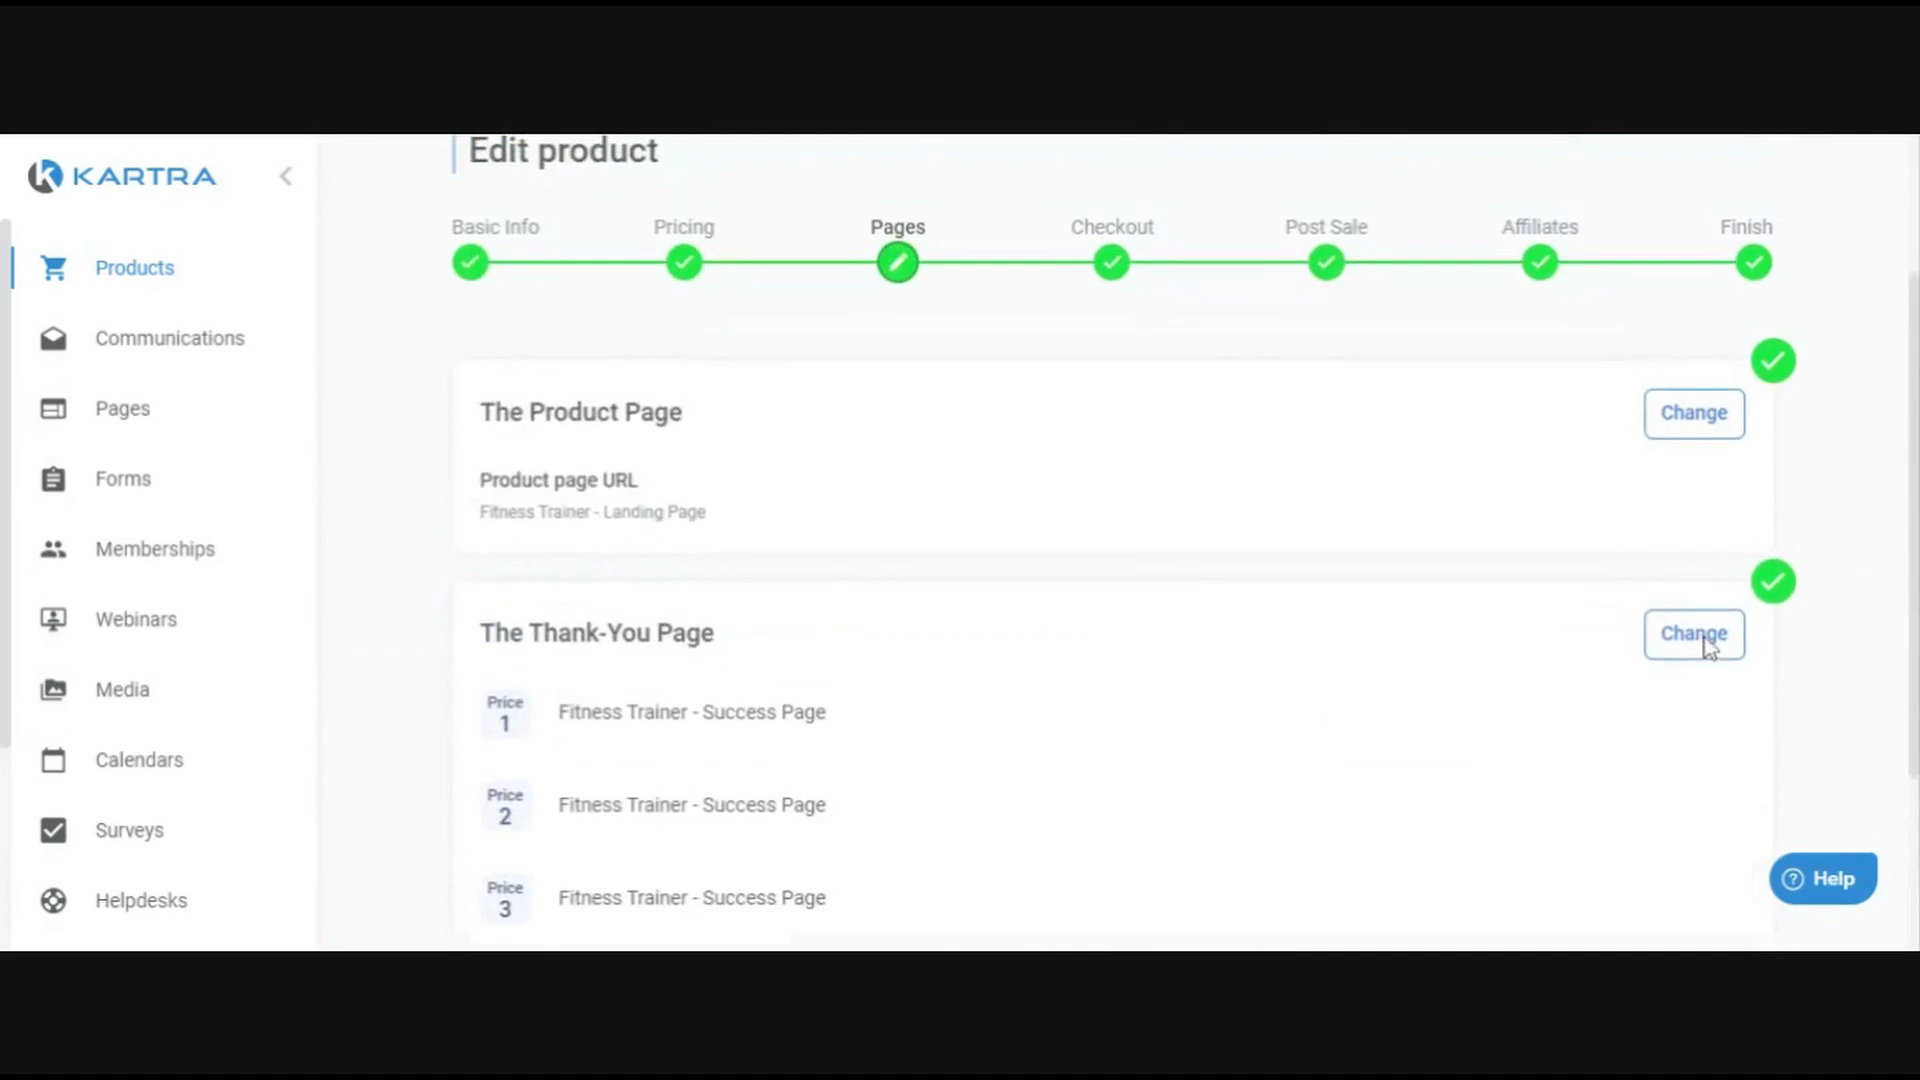 KARTRA
Products
Communications
Pages
Forms
Memberships
Webinars
Media
Calendars
Surveys
Helpdesks
Edit product
Basic Info
Pricing
Pages
Checkout
Post Sale
Affiliates
Finish
The Product Page
Change
Product page URL
Fitness Trainer - Landing Page
The Thank-You Page
Change
Price
1
Fitness Trainer - Success Page
Price
2
Fitness Trainer - Success Page
Price
3
Fitness Trainer - Success Page
Help